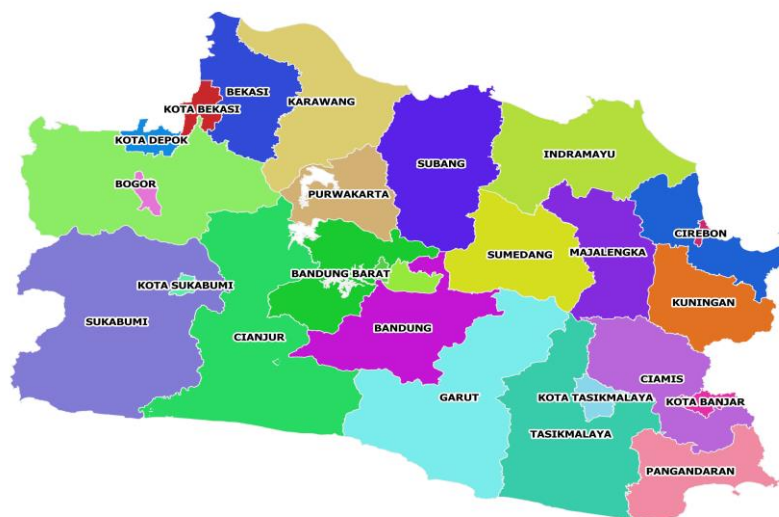 BEKASI
KARAWANG
KOTA BEKASI
KOTA DEPOK
SUBANG
INDRAMAYU
BOGOR
PURWAKARTA
CIREBON
SUMEDANG
MAJALENGKA
BANDUNG BARAT
KOTA SUKABUMI
KUNINGAN
SUKABUMI
CIANJUR
BANDUNG
CIAMIS
GARUT
KOTA TASIKMALAYA
KOTA BANJAR
TASIKMALAYA
PANGANDARAN